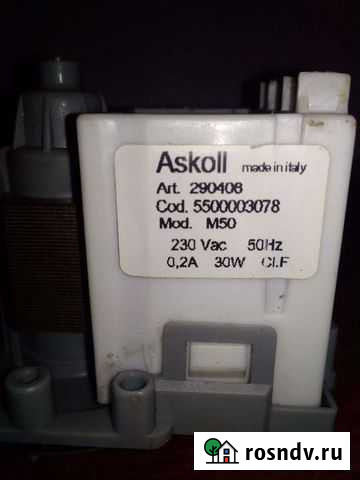 Askoll made in italy
Art. 290406
Cod. 5500003078
Mod. M50
230 Vac 50Hz
0,2A 30W Cl.F
rosndv.ru